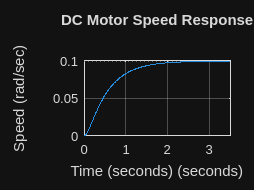 DC Motor Speed Response
Speed (rad/sec)
0.1
0.05
0
0 1 2 3
Time (seconds) (seconds)